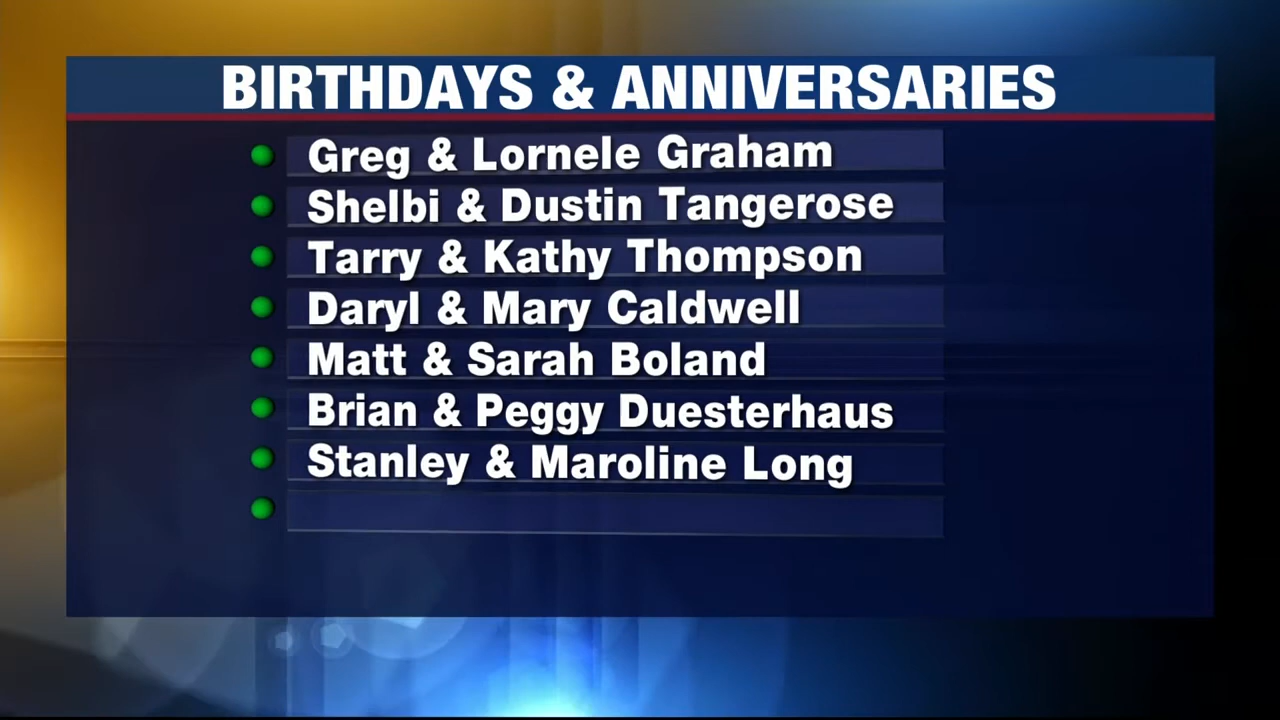 BIRTHDAYS & ANNIVERSARIES
Greg & Lornele Graham
Shelbi & Dustin Tangerose
Tarry & Kathy Thompson
Daryl & Mary Caldwell
Matt & Sarah Boland
Brian & Peggy Duesterhaus
Stanley & Maroline Long